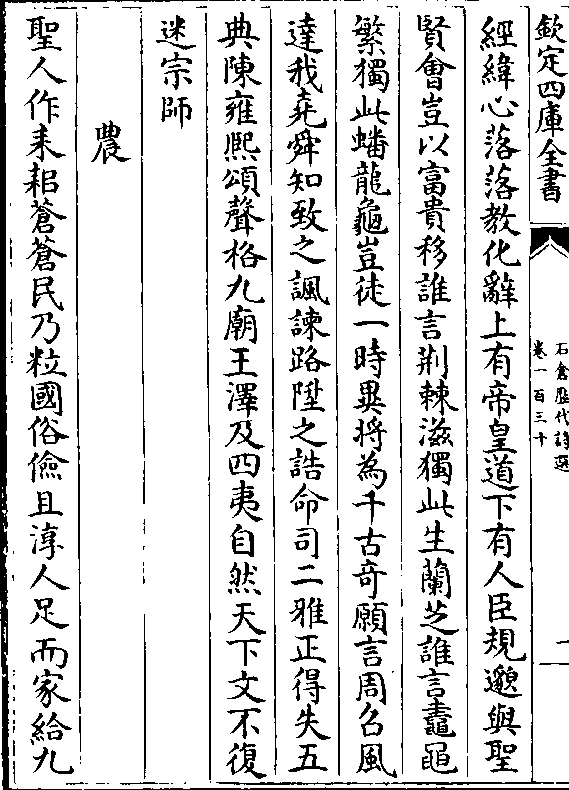 欽定四庫全書
石倉歷代詩選
卷一百三十
一
經緯心落落教化辭上有帝皇道下有人臣規邈與聖
賢會豈以富貴移誰言荆棘滋獨此生蘭芝誰言䵷黽
繁獨此蟠龍龜豈徒一時異將為千古奇願言周召風
達我堯舜知致之諷諫路陞之誥命司二雅正得失五
典陳雍熙頌聲格九廟王澤及四夷自然天下文不復
迷宗師
農
聖人作耒耜蒼蒼民乃粒國俗儉且淳人足而家給九